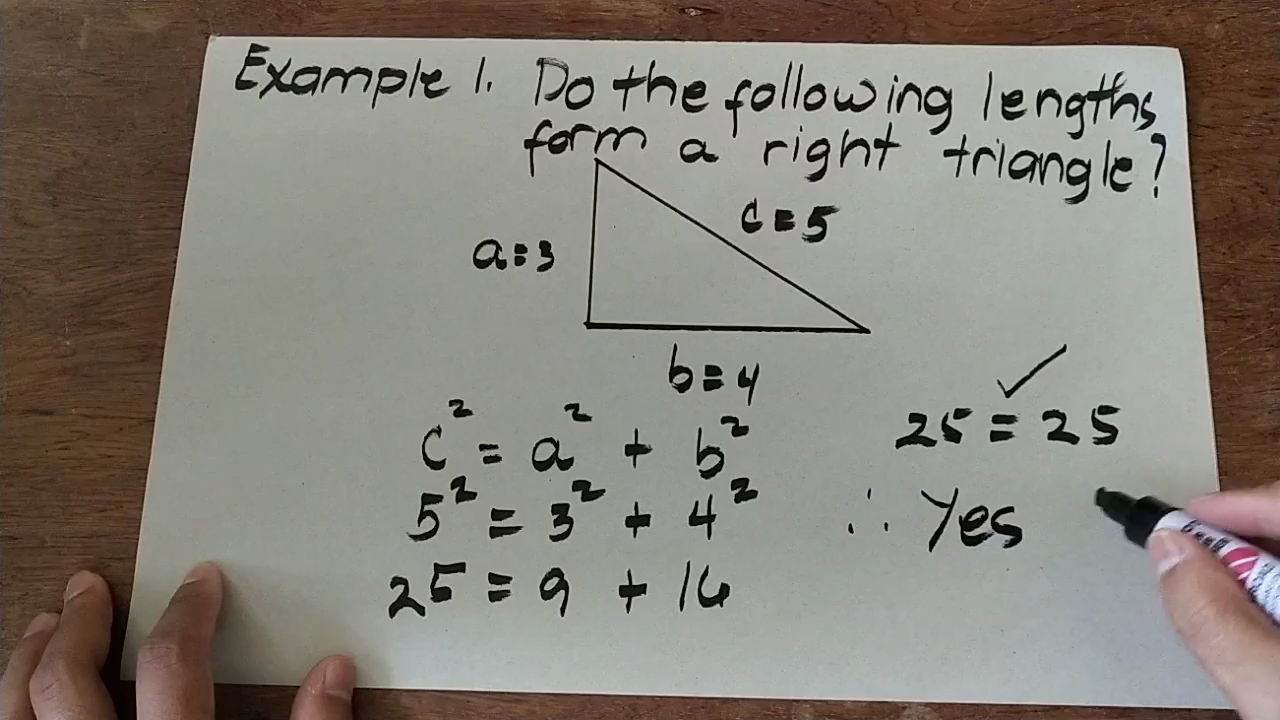 Example 1. Do the following lengths
form a right triangle?
c = 5
a = 3
b = 4
c² = a² + b²
5² = 3² + 4²
25 = 9 + 16
✓
25 = 25
∴ Yes